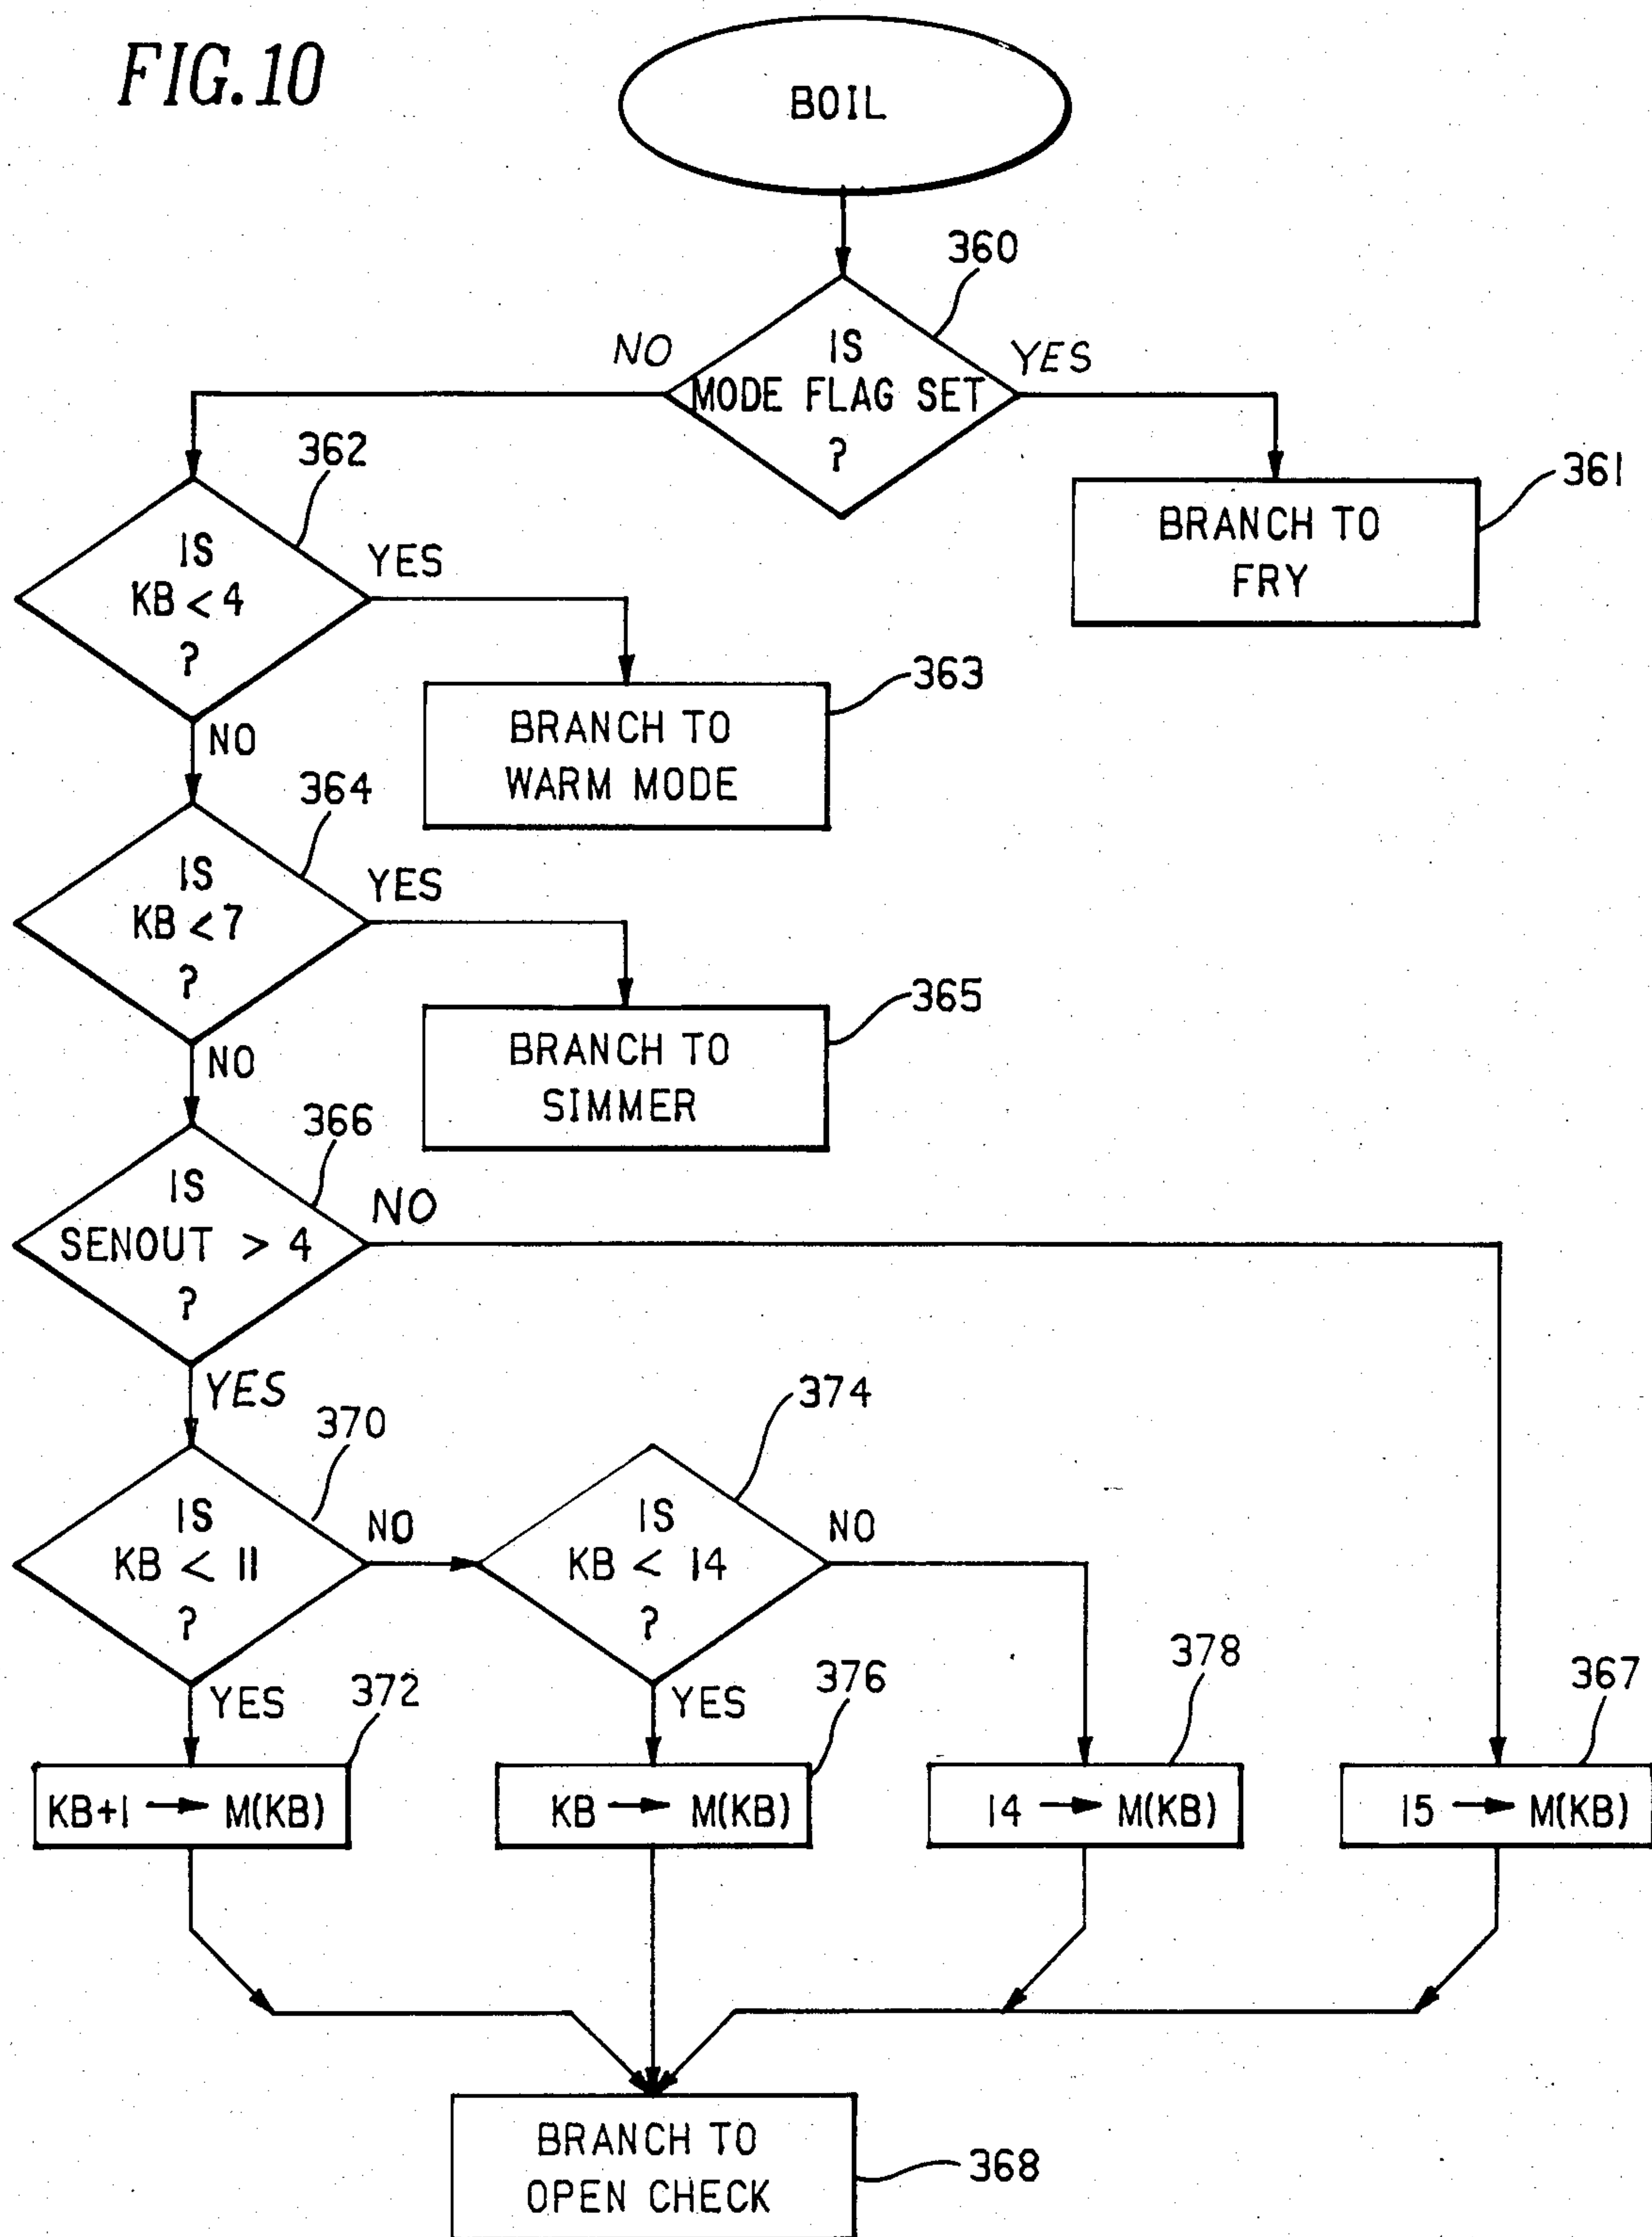 FIG. 10
BOIL
360
IS
MODE FLAG SET
?
NO
YES
361
BRANCH TO
FRY
362
IS
KB < 4
?
YES
363
BRANCH TO
WARM MODE
NO
364
IS
KB < 7
?
YES
365
BRANCH TO
SIMMER
NO
366
IS
SENOUT > 4
?
NO
YES
370
IS
KB < 11
?
NO
374
IS
KB < 14
?
NO
YES
372
KB+1 → M(KB)
YES
376
KB → M(KB)
378
14 → M(KB)
367
15 → M(KB)
BRANCH TO
OPEN CHECK
368